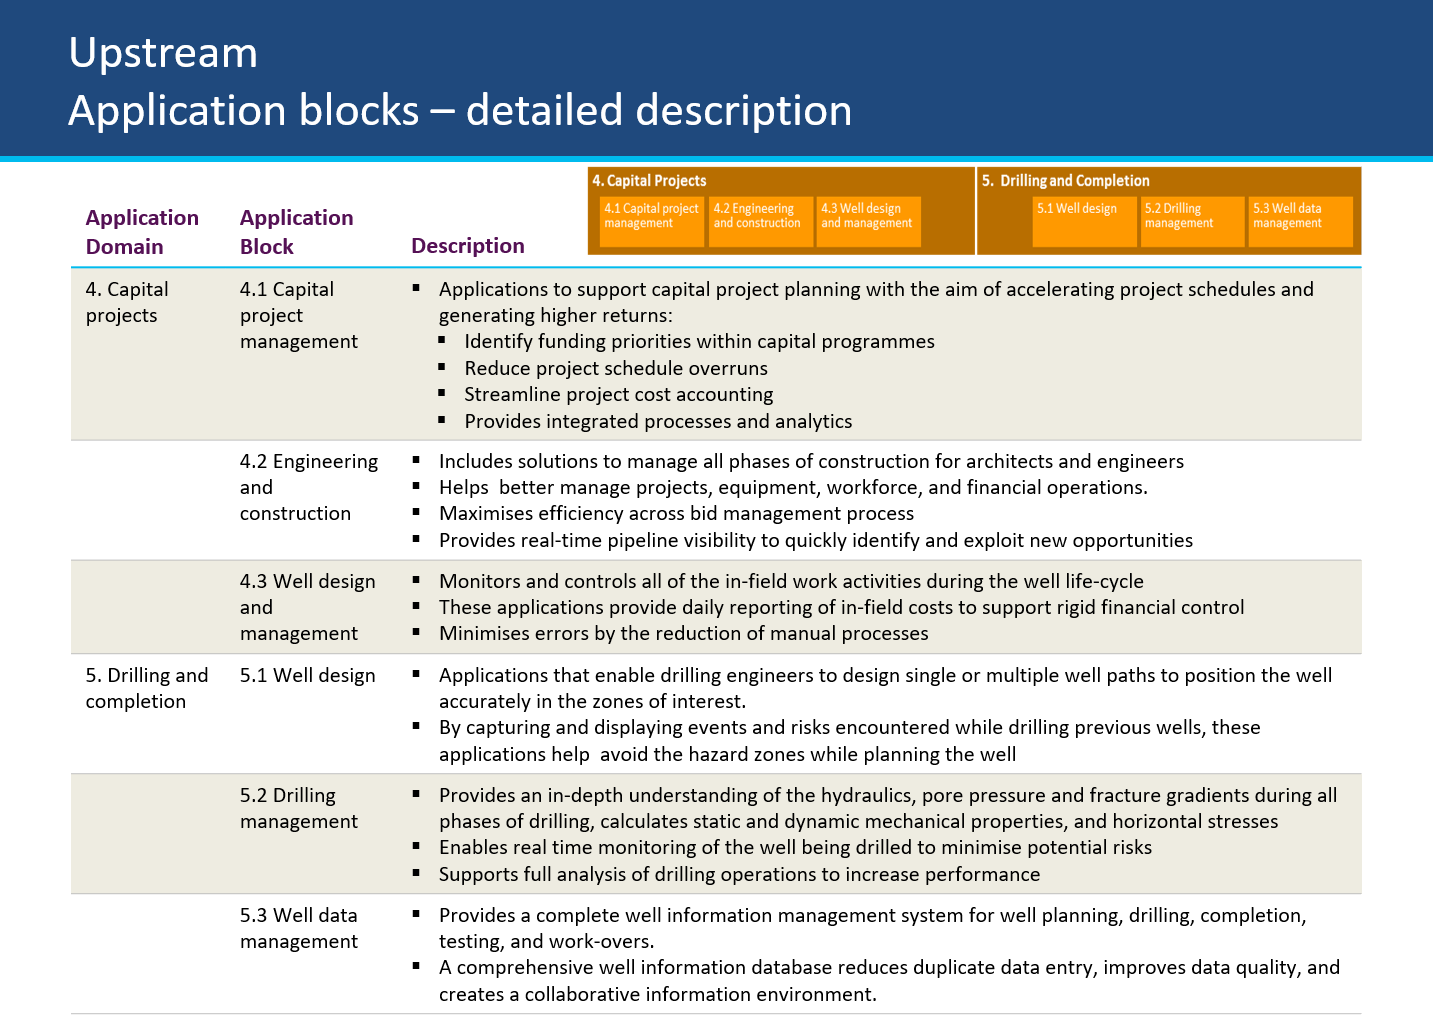 Upstream
Application blocks – detailed description
4. Capital Projects
4.1 Capital project
management
4.2 Engineering
and construction
4.3 Well design
and management
5. Drilling and Completion
5.1 Well design
5.2 Drilling
management
5.3 Well data
management
Application
Domain
Application
Block
Description
4. Capital
projects
4.1 Capital
project
management
▪ Applications to support capital project planning with the aim of accelerating project schedules and
generating higher returns:
▪ Identify funding priorities within capital programmes
▪ Reduce project schedule overruns
▪ Streamline project cost accounting
▪ Provides integrated processes and analytics
4.2 Engineering
and
construction
▪ Includes solutions to manage all phases of construction for architects and engineers
▪ Helps  better manage projects, equipment, workforce, and financial operations.
▪ Maximises efficiency across bid management process
▪ Provides real-time pipeline visibility to quickly identify and exploit new opportunities
4.3 Well design
and
management
▪ Monitors and controls all of the in-field work activities during the well life-cycle
▪ These applications provide daily reporting of in-field costs to support rigid financial control
▪ Minimises errors by the reduction of manual processes
5. Drilling and
completion
5.1 Well design
▪ Applications that enable drilling engineers to design single or multiple well paths to position the well
accurately in the zones of interest.
▪ By capturing and displaying events and risks encountered while drilling previous wells, these
applications help  avoid the hazard zones while planning the well
5.2 Drilling
management
▪ Provides an in-depth understanding of the hydraulics, pore pressure and fracture gradients during all
phases of drilling, calculates static and dynamic mechanical properties, and horizontal stresses
▪ Enables real time monitoring of the well being drilled to minimise potential risks
▪ Supports full analysis of drilling operations to increase performance
5.3 Well data
management
▪ Provides a complete well information management system for well planning, drilling, completion,
testing, and work-overs.
▪ A comprehensive well information database reduces duplicate data entry, improves data quality, and
creates a collaborative information environment.